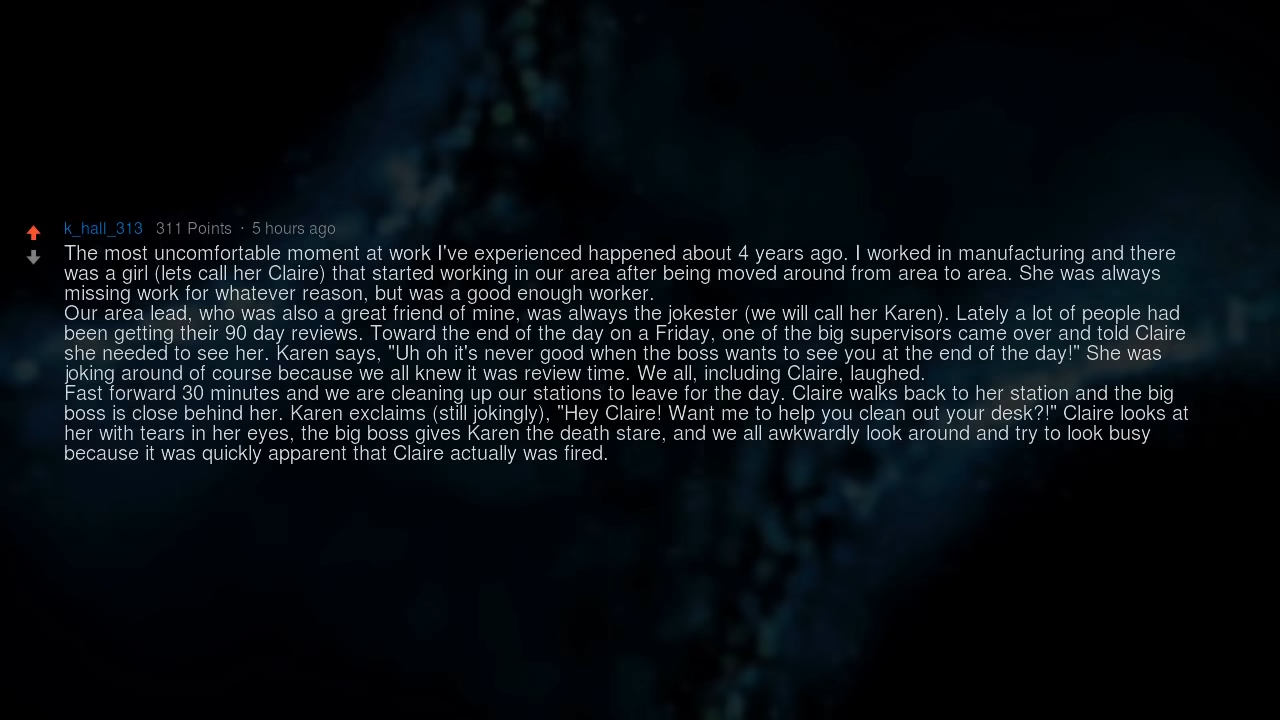 k_hall_313 311 Points · 5 hours ago
The most uncomfortable moment at work I've experienced happened about 4 years ago. I worked in manufacturing and there
was a girl (lets call her Claire) that started working in our area after being moved around from area to area. She was always
missing work for whatever reason, but was a good enough worker.
Our area lead, who was also a great friend of mine, was always the jokester (we will call her Karen). Lately a lot of people had
been getting their 90 day reviews. Toward the end of the day on a Friday, one of the big supervisors came over and told Claire
she needed to see her. Karen says, "Uh oh it's never good when the boss wants to see you at the end of the day!" She was
joking around of course because we all knew it was review time. We all, including Claire, laughed.
Fast forward 30 minutes and we are cleaning up our stations to leave for the day. Claire walks back to her station and the big
boss is close behind her. Karen exclaims (still jokingly), "Hey Claire! Want me to help you clean out your desk?!" Claire looks at
her with tears in her eyes, the big boss gives Karen the death stare, and we all awkwardly look around and try to look busy
because it was quickly apparent that Claire actually was fired.